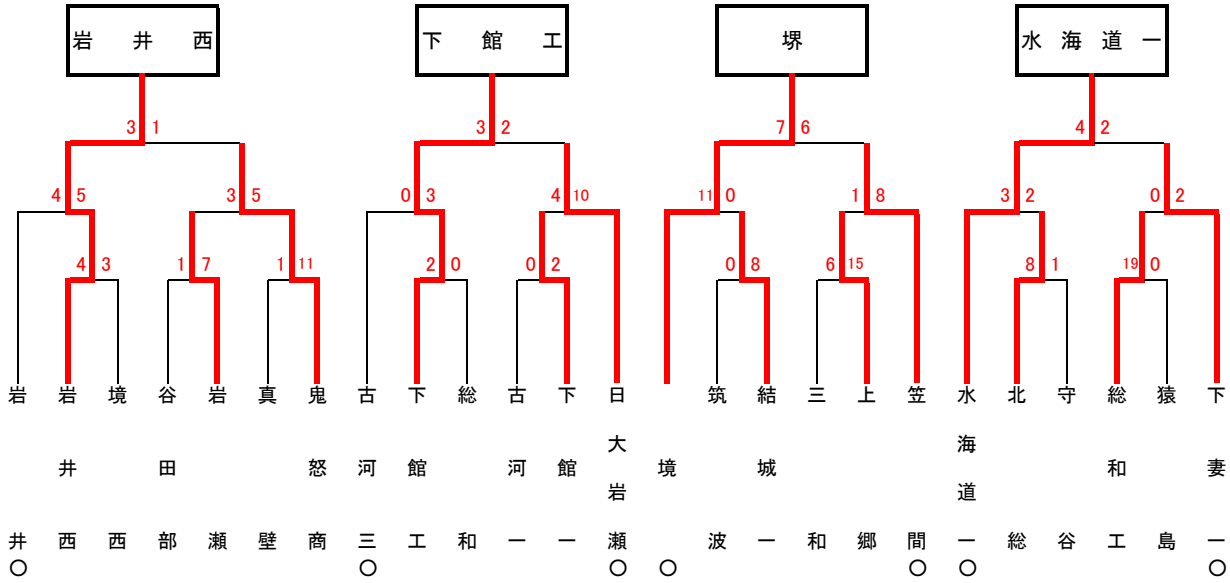 岩井西 下館工 堺 水海道一
3 1 3 2 7 6 4 2
4 5 3 5 0 3 4 10 11 0 1 8 3 2 0 2
4 3 1 7 1 11 2 0 0 2 0 8 6 15 8 1 19 0
岩井○
岩井西
境西
谷田部
岩瀬
真壁
鬼怒商
古河三○
下館工
総和
古河一
下館一
日大岩瀬○
境○
筑波
結城一
三和
上郷
笠間○
水海道一○
北総
守谷
総和工
猿島
下妻一○